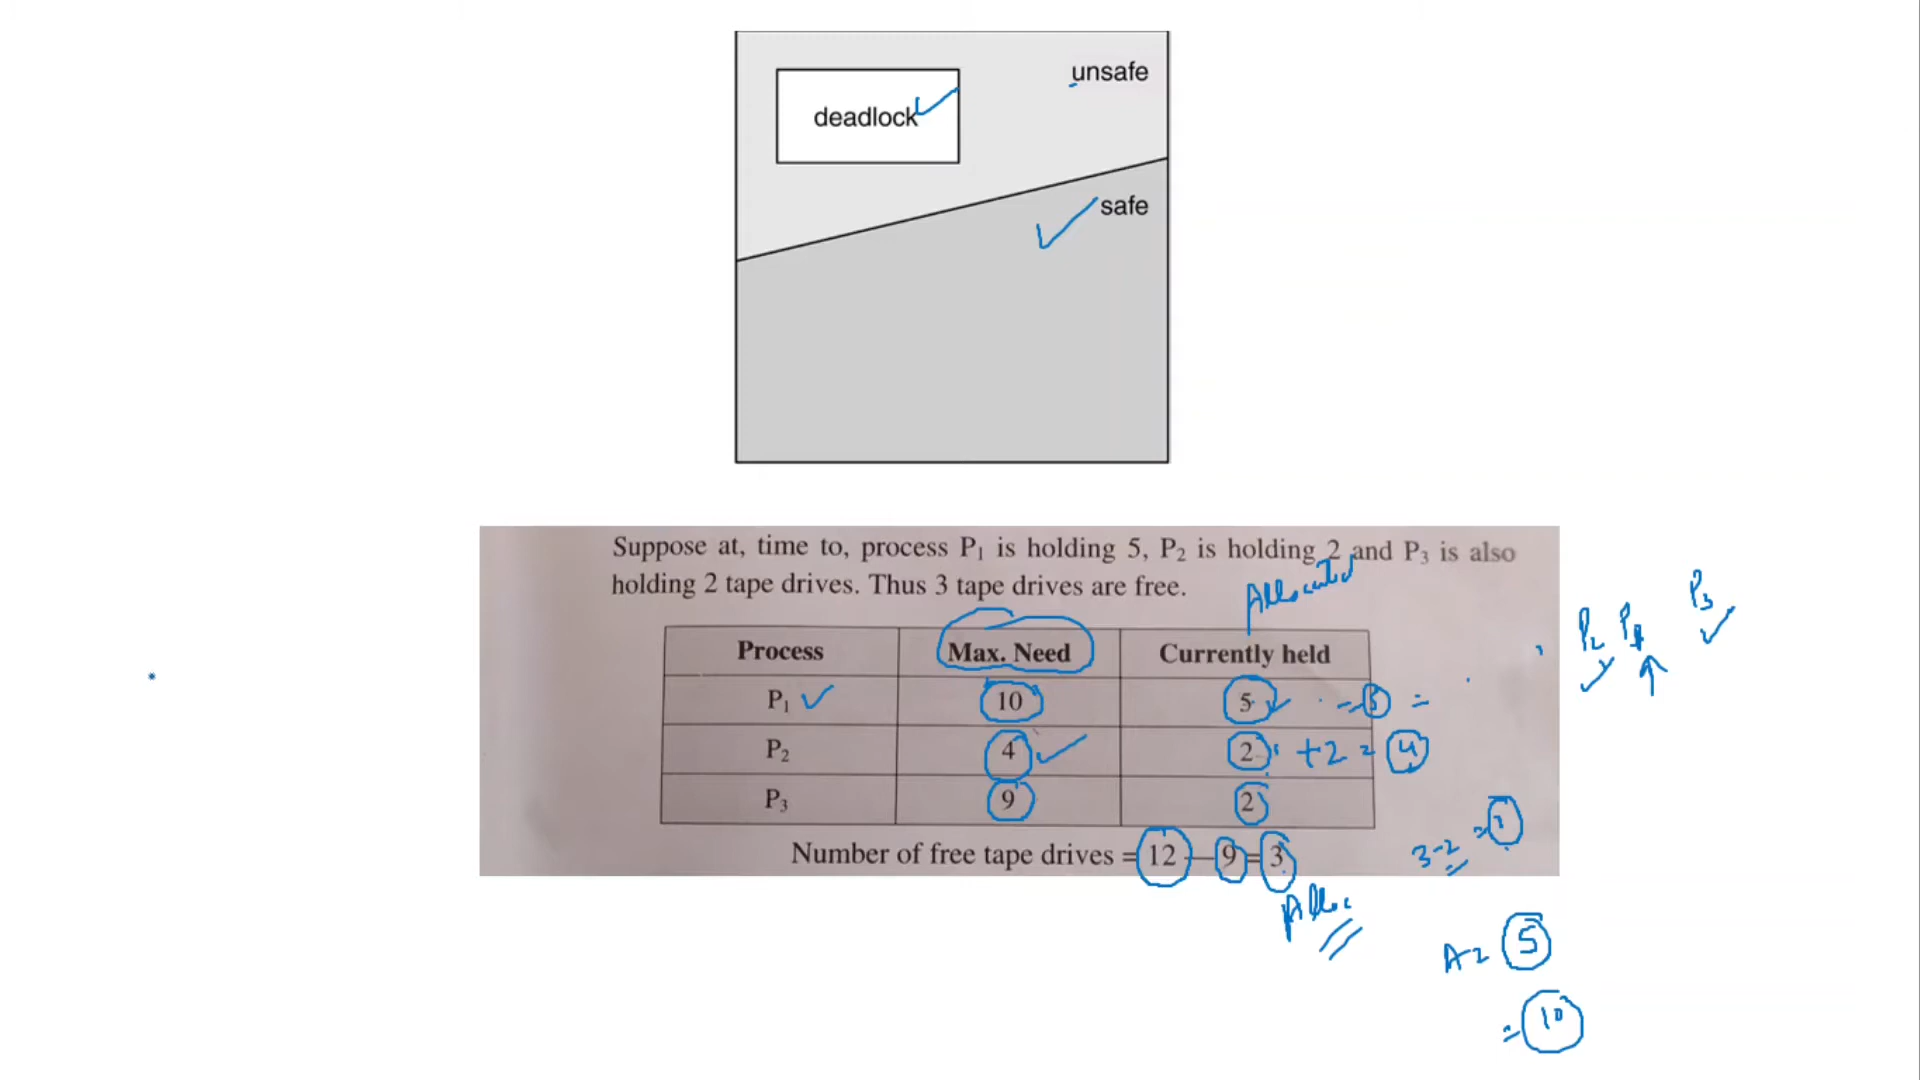 unsafe
deadlock
safe
Suppose at, time to, process P₁ is holding 5, P₂ is holding 2 and P₃ is also
holding 2 tape drives. Thus 3 tape drives are free.
Allocated
P₃
P₂ P₁
Process Max. Need Currently held
P₁ 10 5 - 5 =
P₂ 4 2 + 2 = 4
P₃ 9 2
3-2 = 1
Number of free tape drives = 12 — 9 = 3
A = 5
= 10